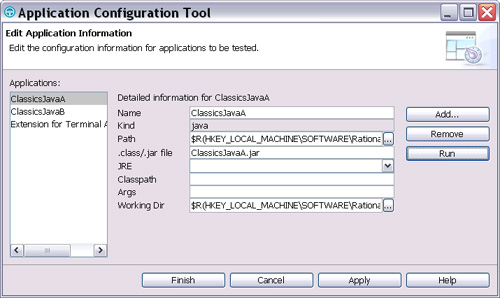 Application Configuration Tool
Edit Application Information
Edit the configuration information for applications to be tested.
Applications:
ClassicsJavaA
ClassicsJavaB
Extension for Terminal A
Detailed information for ClassicsJavaA
Name ClassicsJavaA
Kind java
Path $R(HKEY_LOCAL_MACHINE\SOFTWARE\Rationa ...
.class/.jar file ClassicsJavaA.jar
JRE
Classpath
Args
Working Dir $R(HKEY_LOCAL_MACHINE\SOFTWARE\Rationa ...
Add...
Remove
Run
Finish Cancel Apply Help